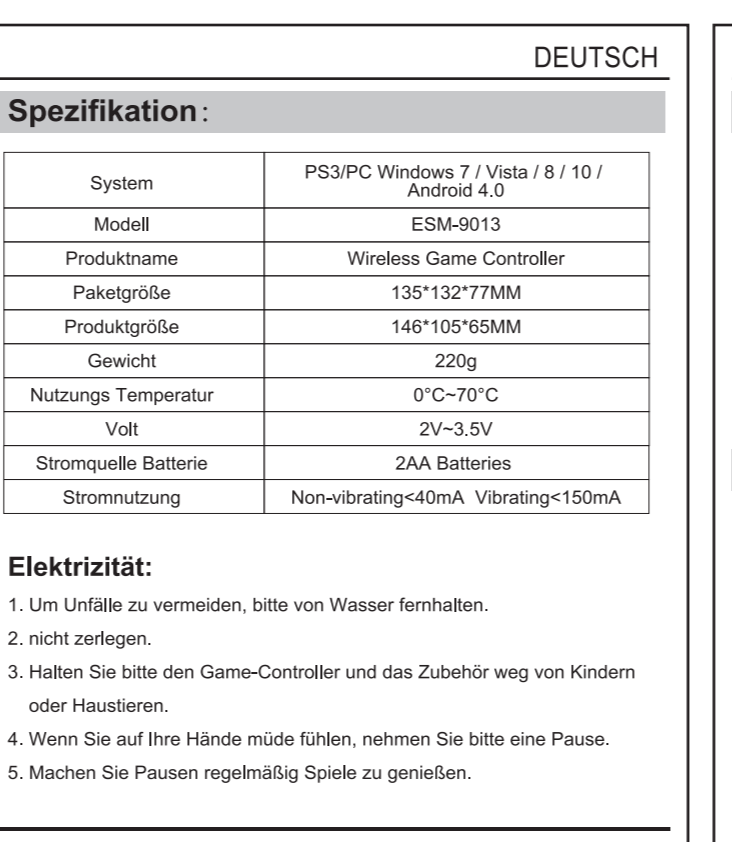 DEUTSCH
Spezifikation:
System PS3/PC Windows 7 / Vista / 8 / 10 /
Android 4.0
Modell ESM-9013
Produktname Wireless Game Controller
Paketgröße 135*132*77MM
Produktgröße 146*105*65MM
Gewicht 220g
Nutzungs Temperatur 0°C~70°C
Volt 2V~3.5V
Stromquelle Batterie 2AA Batteries
Stromnutzung Non-vibrating<40mA Vibrating<150mA
Elektrizität:
1. Um Unfälle zu vermeiden, bitte von Wasser fernhalten.
2. nicht zerlegen.
3. Halten Sie bitte den Game-Controller und das Zubehör weg von Kindern
oder Haustieren.
4. Wenn Sie auf Ihre Hände müde fühlen, nehmen Sie bitte eine Pause.
5. Machen Sie Pausen regelmäßig Spiele zu genießen.